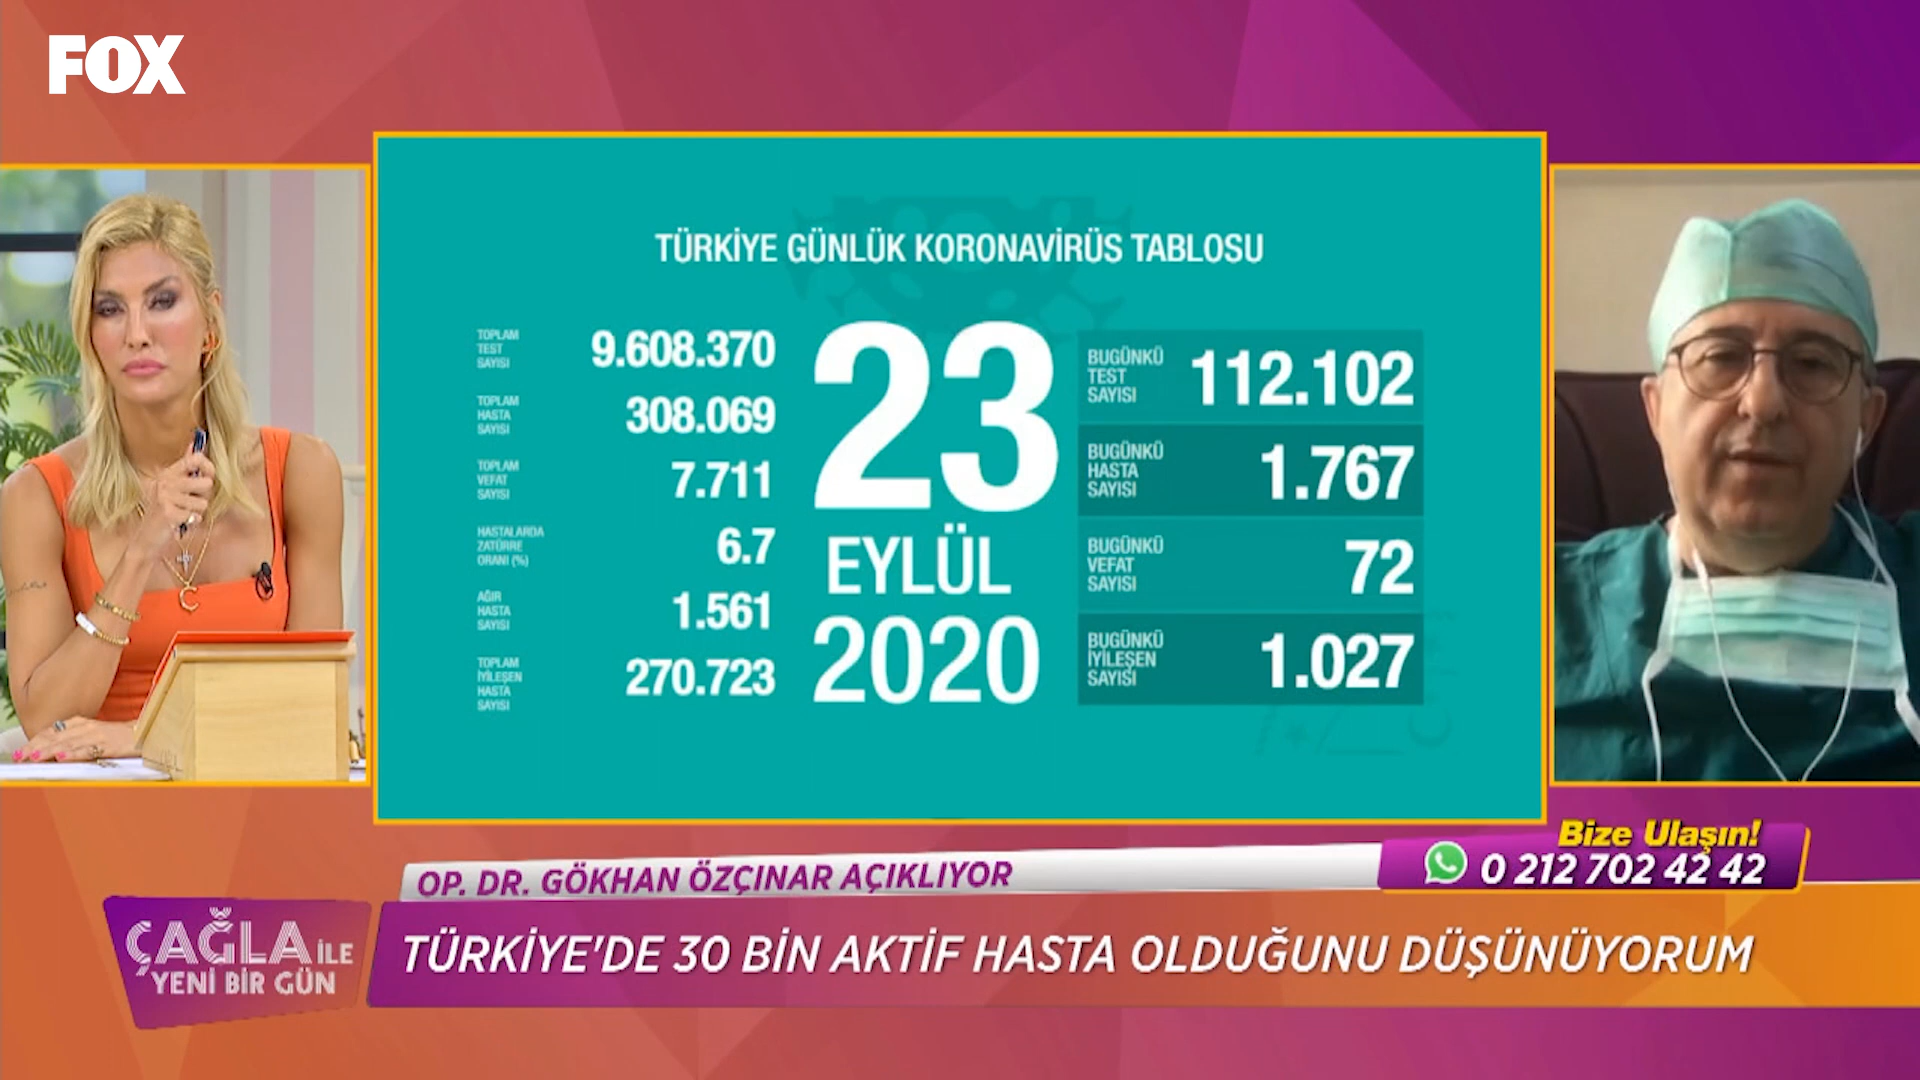 FOX
TÜRKİYE GÜNLÜK KORONAVİRÜS TABLOSU
TOPLAM
TEST
SAYISI
9.608.370
TOPLAM
HASTA
SAYISI
308.069
TOPLAM
VEFAT
SAYISI
7.711
HASTALARDA
ZATÜRRE
ORANI (%)
6.7
AĞIR
HASTA
SAYISI
1.561
TOPLAM
İYİLEŞEN
HASTA
SAYISI
270.723
23
EYLÜL
2020
BUGÜNKÜ
TEST
SAYISI
112.102
BUGÜNKÜ
HASTA
SAYISI
1.767
BUGÜNKÜ
VEFAT
SAYISI
72
BUGÜNKÜ
İYİLEŞEN
SAYISI
1.027
Bize Ulaşın!
0 212 702 42 42
OP. DR. GÖKHAN ÖZÇINAR AÇIKLIYOR
ÇAĞLA İLE
YENİ BİR GÜN
TÜRKİYE'DE 30 BİN AKTİF HASTA OLDUĞUNU DÜŞÜNÜYORUM